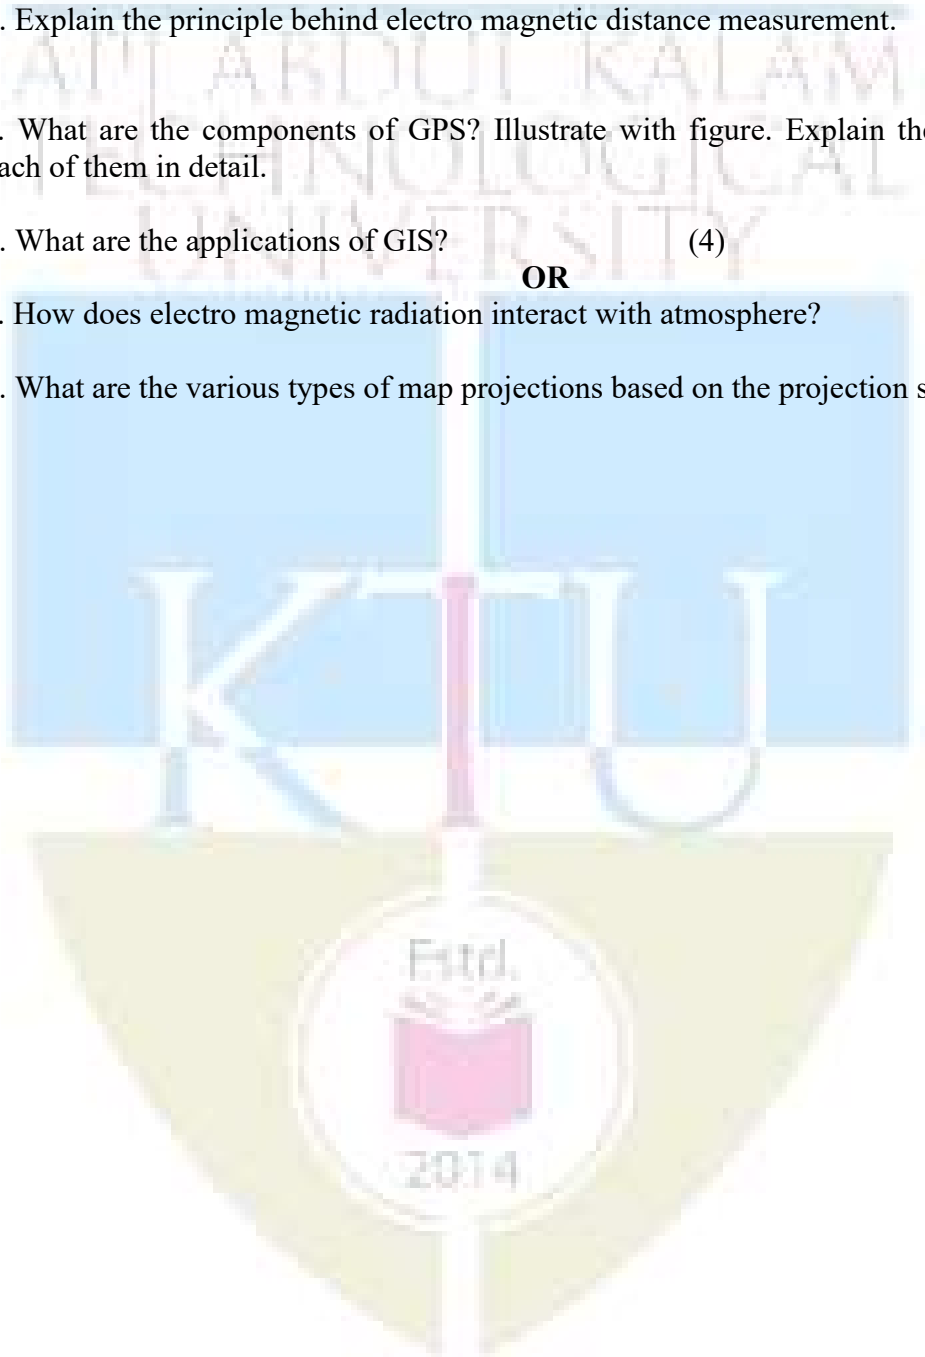 . Explain the principle behind electro magnetic distance measurement.
API ABDUL KALAM
. What are the components of GPS? Illustrate with figure. Explain the
ach of them in detail.
TECHNOLOGICAL
UNIVERSITY
. What are the applications of GIS? (4)
OR
. How does electro magnetic radiation interact with atmosphere?
. What are the various types of map projections based on the projection s
KTU
Estd.
2014